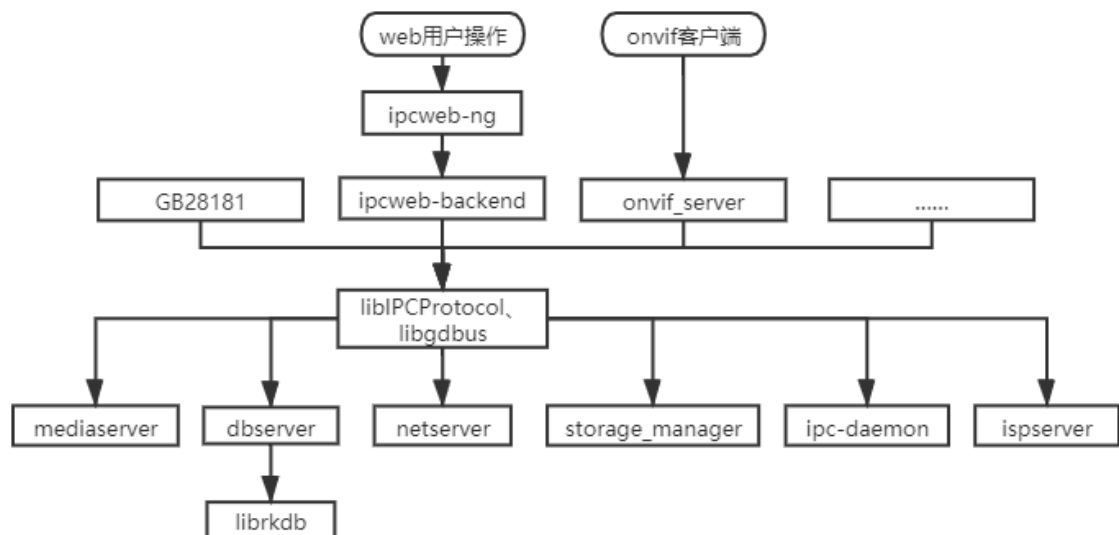 web用户操作
onvif客户端
ipcweb-ng
GB28181
ipcweb-backend
onvif_server
......
libIPCProtocol、
libgdbus
mediaserver
dbserver
netserver
storage_manager
ipc-daemon
ispserver
librkdb